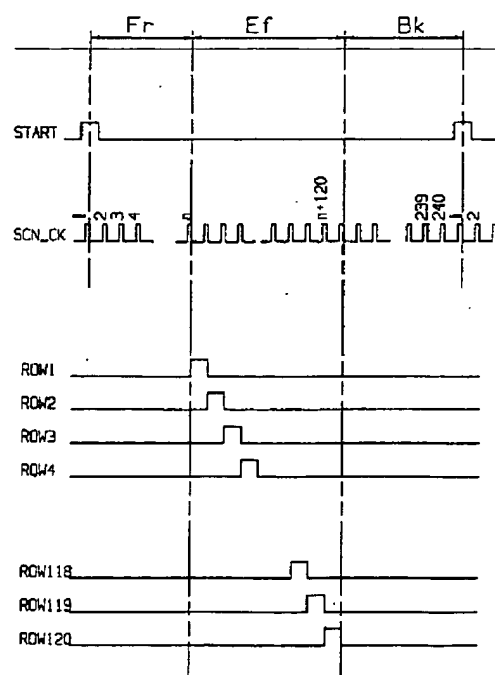 Fr Ef Bk
START
SCN_CK 1 2 3 4 n n+120 239 240 1 2
ROW1
ROW2
ROW3
ROW4
ROW118
ROW119
ROW120